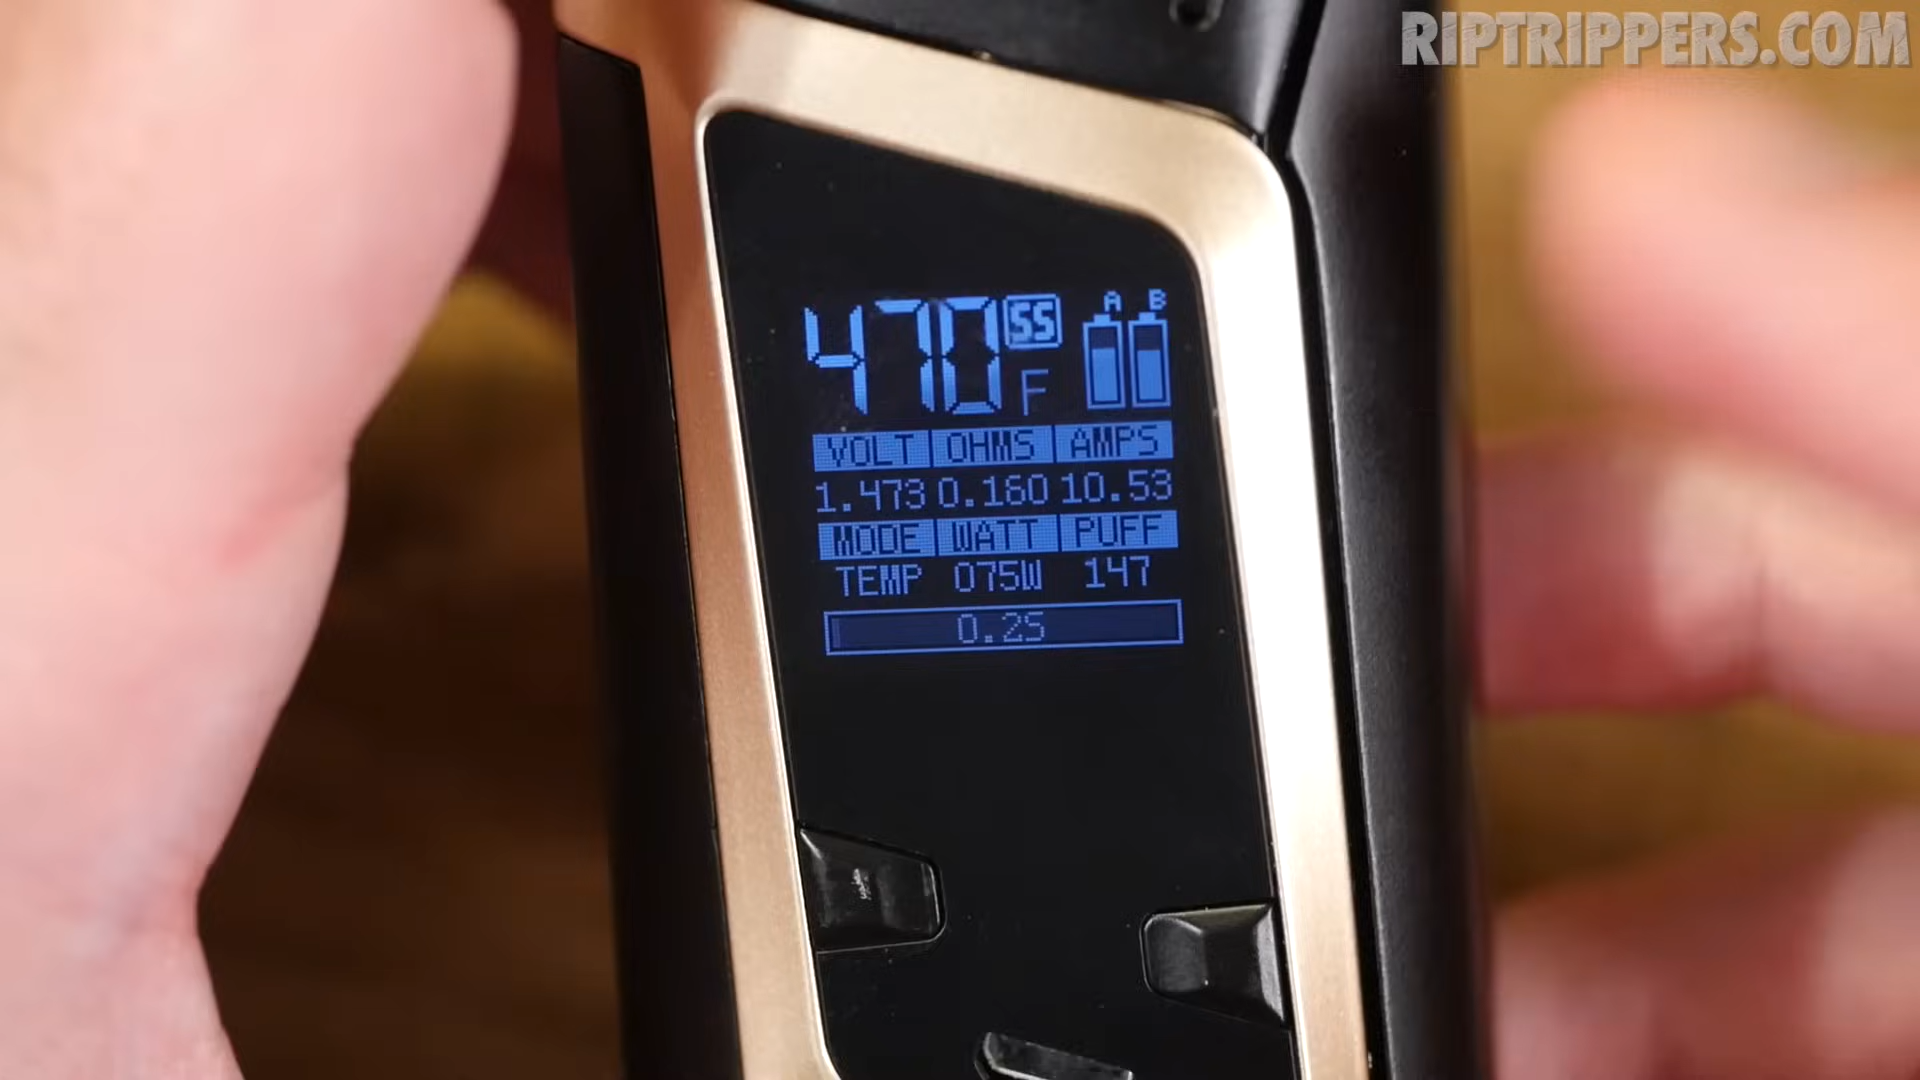 RIPTRIPPERS.COM
470 SS F A B
VOLT OHMS AMPS
1.473 0.160 10.53
MODE WATT PUFF
TEMP 075W 147
0.2S